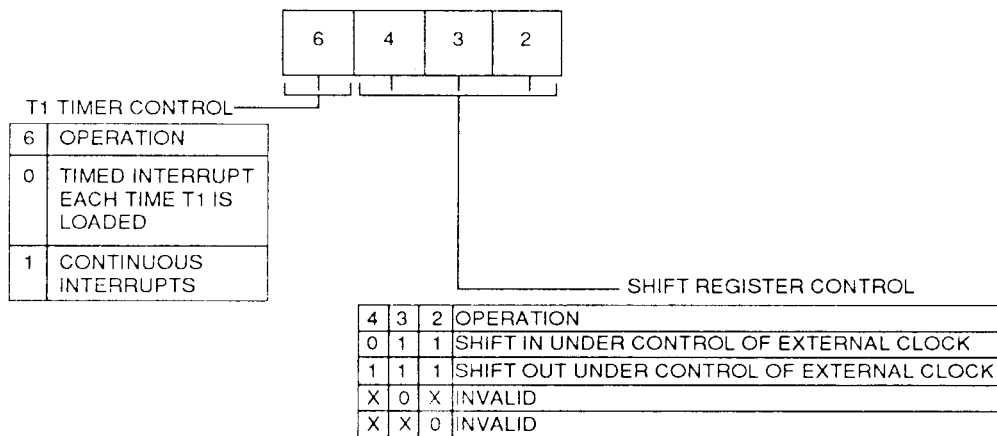 6 4 3 2
T1 TIMER CONTROL
6 OPERATION
0 TIMED INTERRUPT
EACH TIME T1 IS
LOADED
1 CONTINUOUS
INTERRUPTS
SHIFT REGISTER CONTROL
4 3 2 OPERATION
0 1 1 SHIFT IN UNDER CONTROL OF EXTERNAL CLOCK
1 1 1 SHIFT OUT UNDER CONTROL OF EXTERNAL CLOCK
X 0 X INVALID
X X 0 INVALID